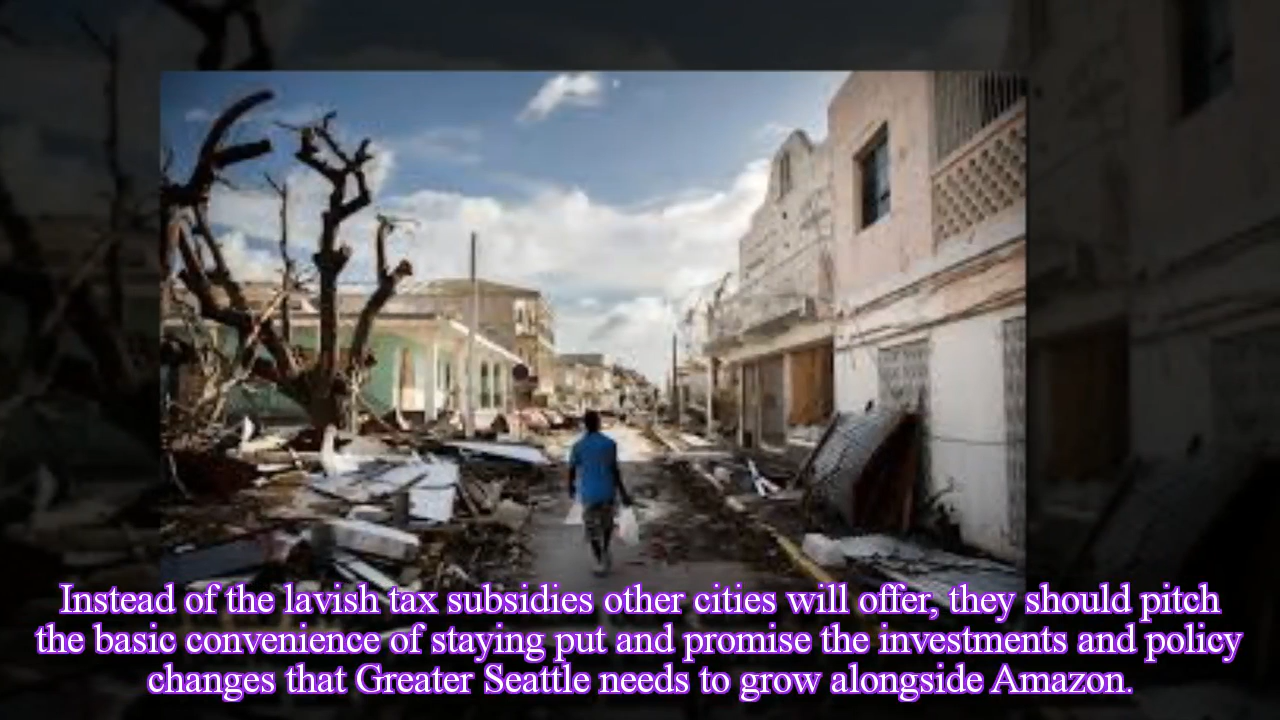 Instead of the lavish tax subsidies other cities will offer, they should pitch
the basic convenience of staying put and promise the investments and policy
changes that Greater Seattle needs to grow alongside Amazon.